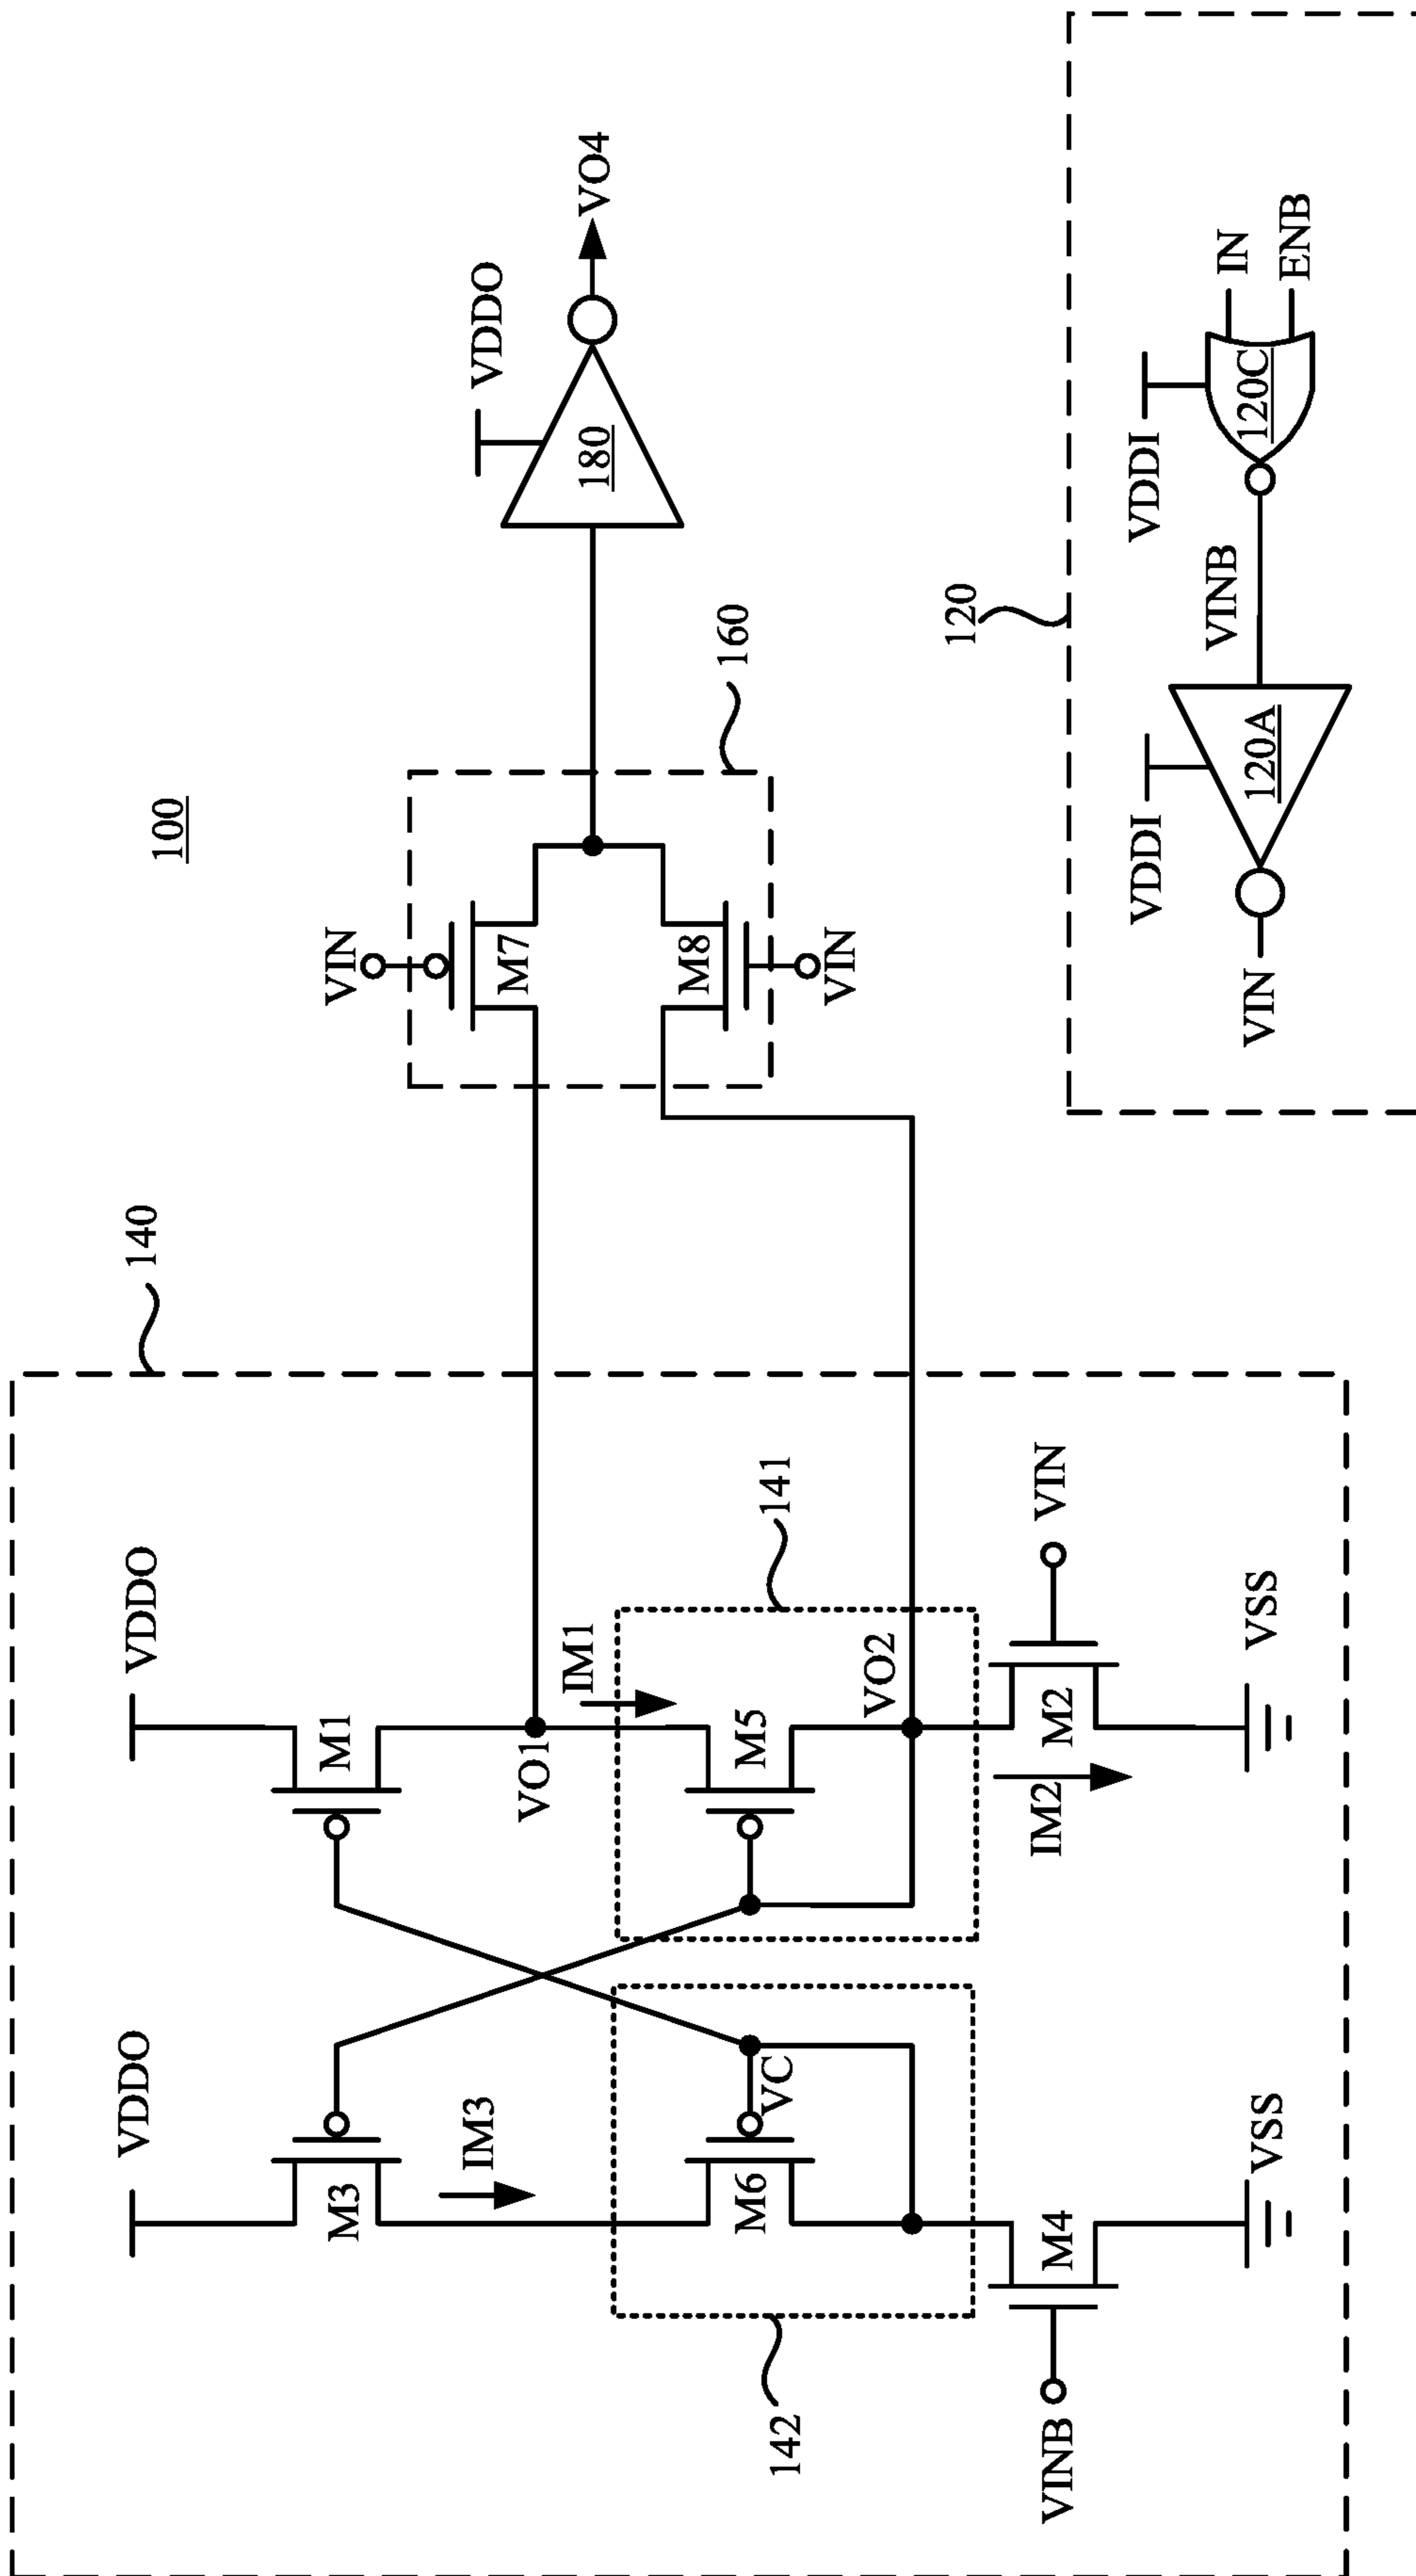 100
140
VDDO
VDDO
M3
M1
IM3
VO1
IM1
141
142
M6
VC
M5
VO2
VINB
M4
IM2
M2
VIN
VSS
VSS
VIN
M7
M8
VIN
160
VDDO
180
VO4
120
VDDI
VIN
120A
VINB
VDDI
120C
IN
ENB